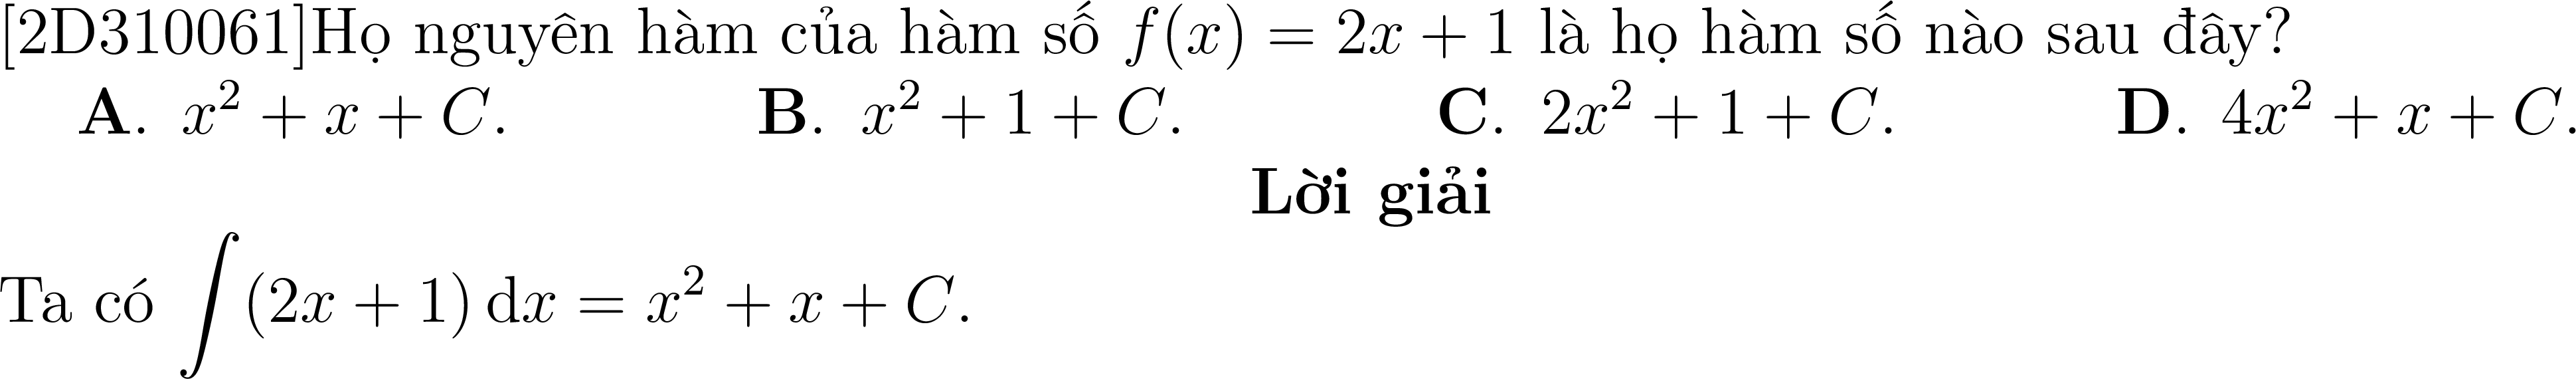 [2D310061]Họ nguyên hàm của hàm số $f(x) = 2x + 1$ là họ hàm số nào sau đây?
A. $x^2 + x + C$. B. $x^2 + 1 + C$. C. $2x^2 + 1 + C$. D. $4x^2 + x + C$.
Lời giải
Ta có $\int (2x + 1)\,\mathrm{d}x = x^2 + x + C$.